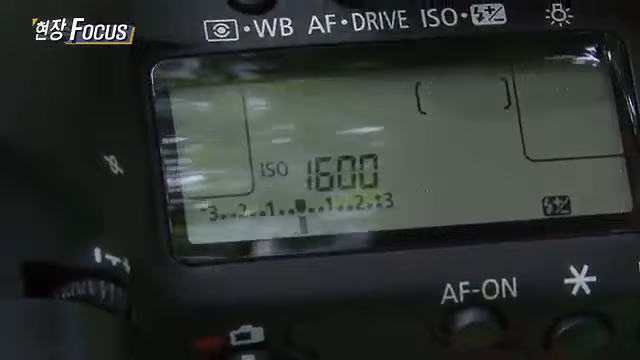 현장 FOCUS
WB AF•DRIVE ISO•
ISO 1600
-3..2..1..0..1..2.:3
AF-ON